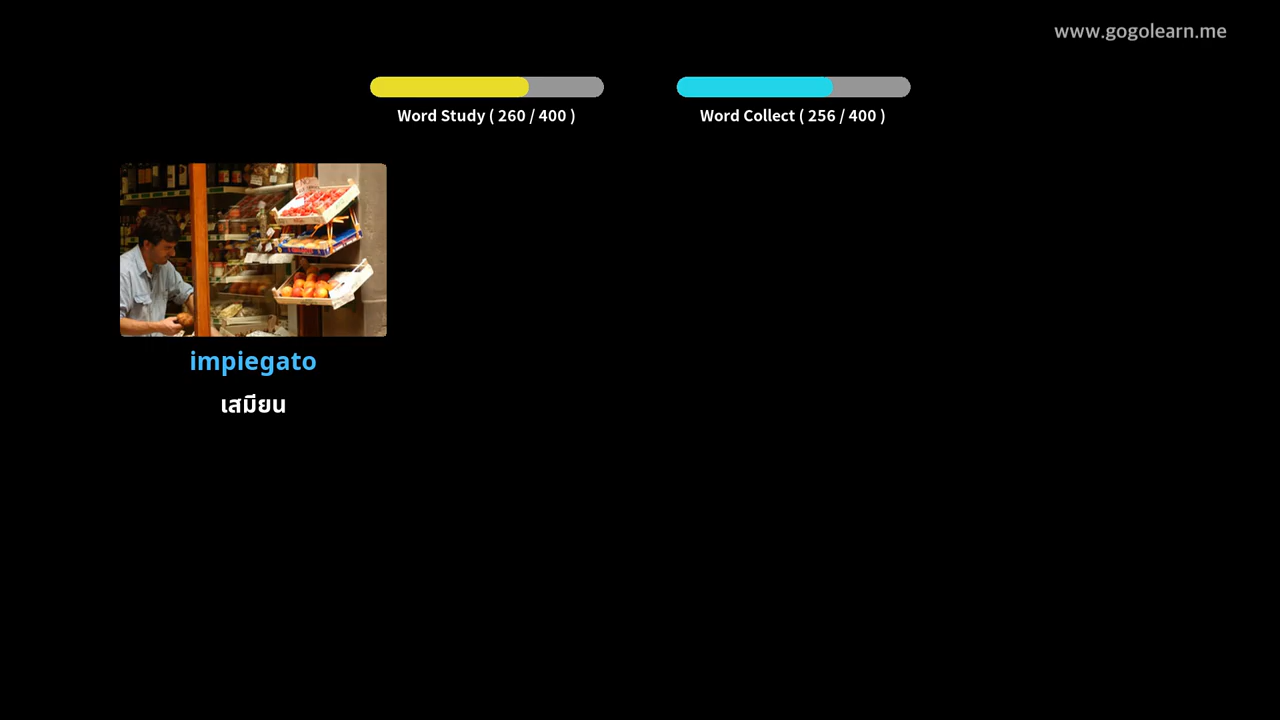 www.gogolearn.me
Word Study ( 260 / 400 )
Word Collect ( 256 / 400 )
impiegato
เสมียน